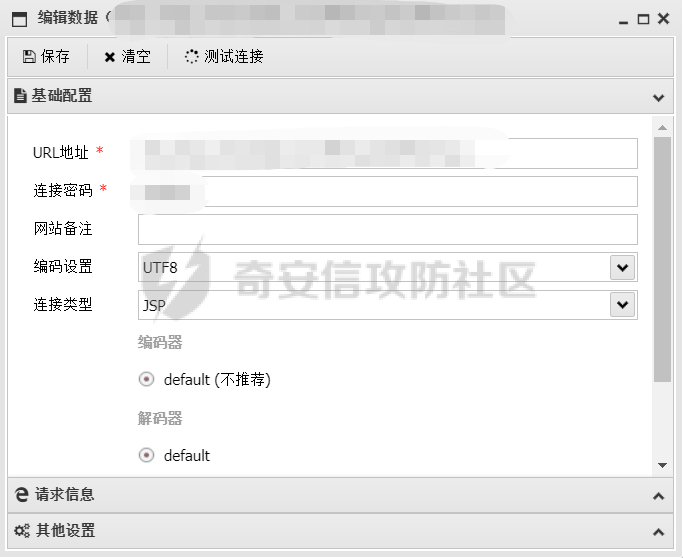 编辑数据（
保存 清空 测试连接
基础配置
URL地址 *
连接密码 *
网站备注
编码设置 UTF8
奇安信攻防社区
连接类型 JSP
编码器
default (不推荐)
解码器
default
请求信息
其他设置